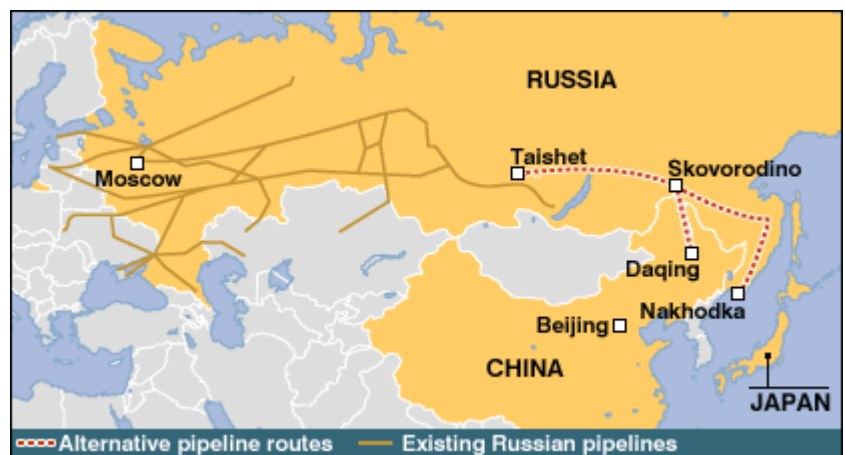 RUSSIA
Taishet
Skovorodino
Moscow
Daqing
Nakhodka
Beijing
CHINA
JAPAN
Alternative pipeline routes
Existing Russian pipelines